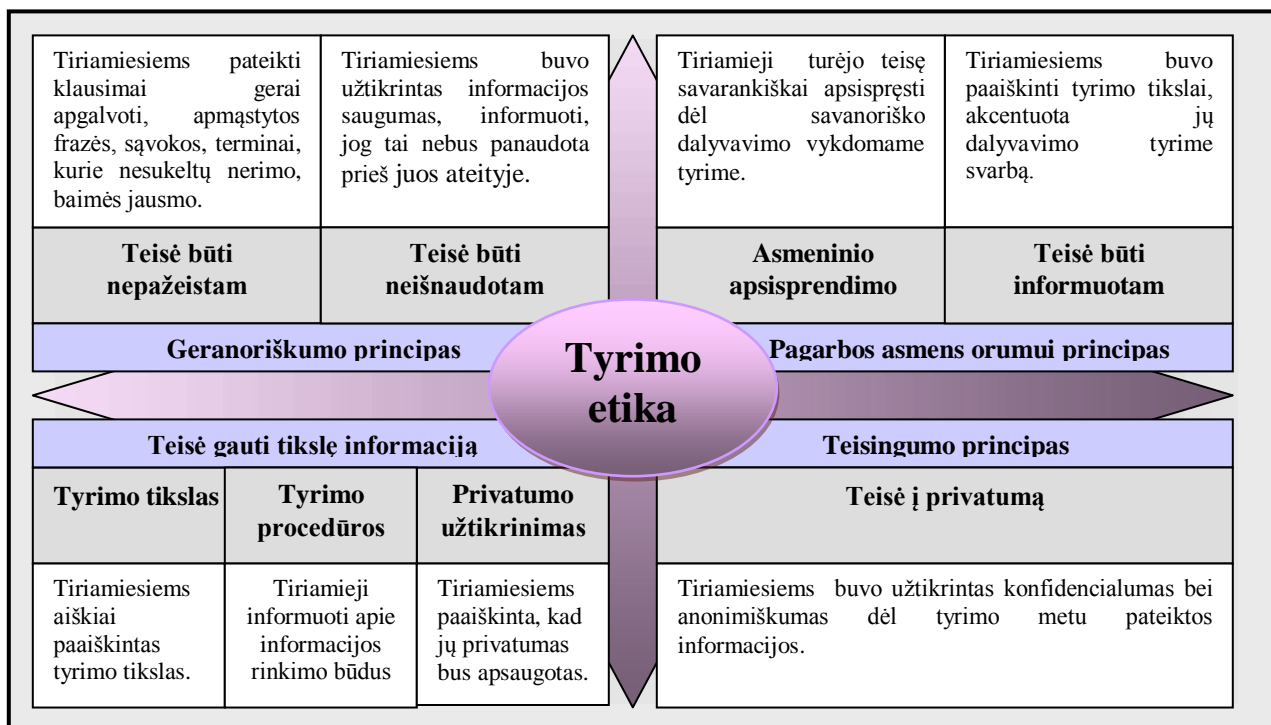 Tiriamiesiems pateikti
klausimai gerai
apgalvoti, apmąstytos
frazės, sąvokos, terminai,
kurie nesukeltų nerimo,
baimės jausmo.
Tiriamiesiems buvo
užtikrintas informacijos
saugumas, informuoti,
jog tai nebus panaudota
prieš juos ateityje.
Tiriamieji turėjo teisę
savarankiškai apsispręsti
dėl savanoriško
dalyvavimo vykdomame
tyrime.
Tiriamiesiems buvo
paaiškinti tyrimo tikslai,
akcentuota jų
dalyvavimo tyrime
svarbą.
Teisė būti
nepažeistam
Teisė būti
neišnaudotam
Asmeninio
apsisprendimo
Teisė būti
informuotam
Geranoriškumo principas
Pagarbos asmens orumui principas
Tyrimo
etika
Teisė gauti tikslę informaciją
Teisingumo principas
Tyrimo tikslas
Tyrimo
procedūros
Privatumo
užtikrinimas
Teisė į privatumą
Tiriamiesiems
aiškiai
paaiškintas
tyrimo tikslas.
Tiriamieji
informuoti apie
informacijos
rinkimo būdus
Tiriamiesiems
paaiškinta, kad
jų privatumas
bus apsaugotas.
Tiriamiesiems buvo užtikrintas konfidencialumas bei
anonimiškumas dėl tyrimo metu pateiktos
informacijos.